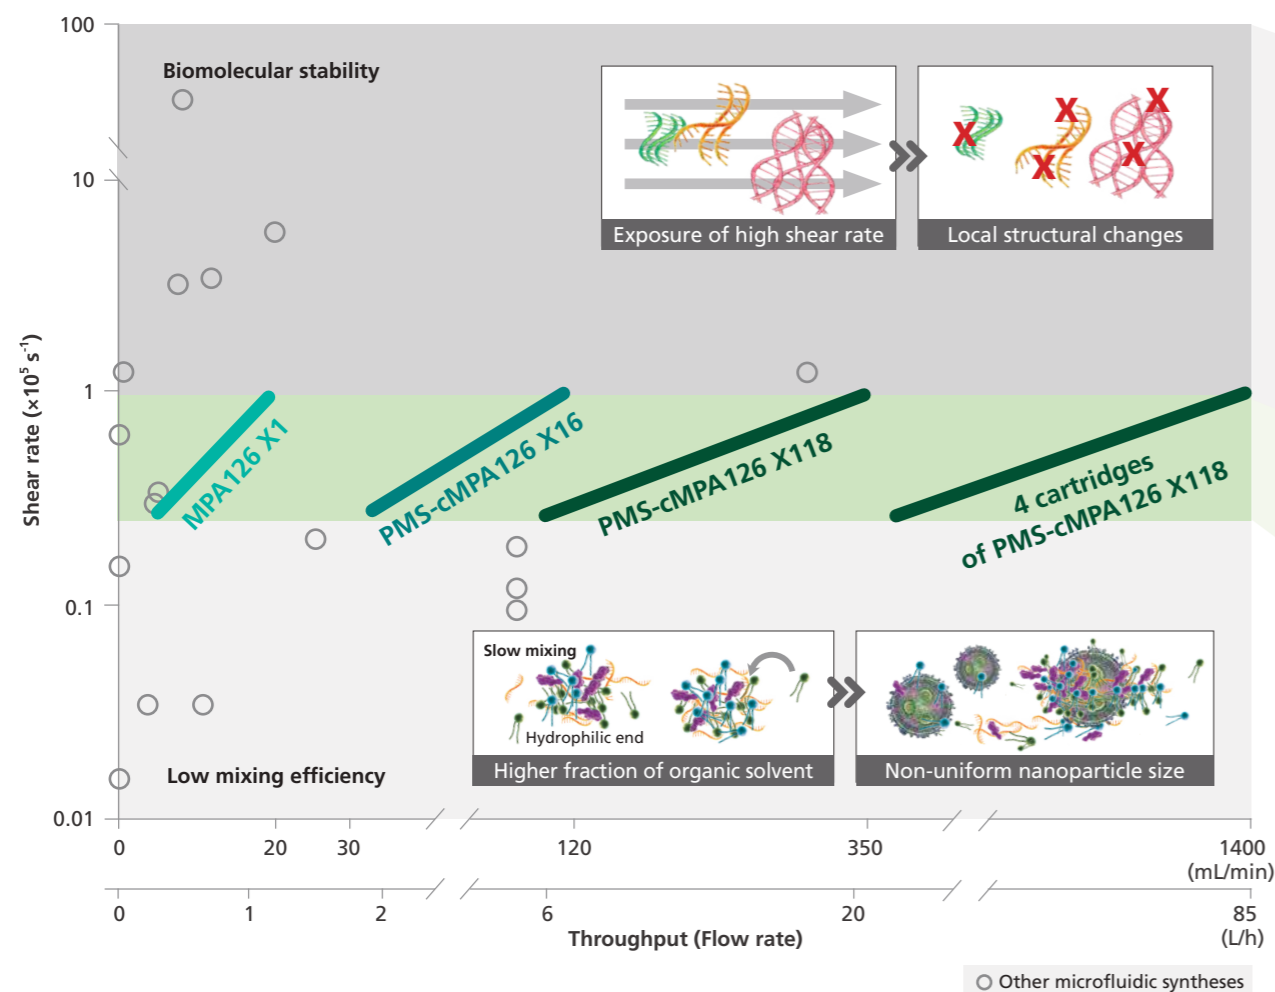 100
10
1
0.1
0.01
Shear rate (×10⁵ s⁻¹)
Biomolecular stability
Exposure of high shear rate
X
X
X
X
X
Local structural changes
MPA126 X1
PMS-cMPA126 X16
PMS-cMPA126 X118
4 cartridges
of PMS-cMPA126 X118
Slow mixing
Hydrophilic end
Higher fraction of organic solvent
Non-uniform nanoparticle size
Low mixing efficiency
0 20 30 120 350 1400
(mL/min)
0 1 2 6 20 85
(L/h)
Throughput (Flow rate)
Other microfluidic syntheses